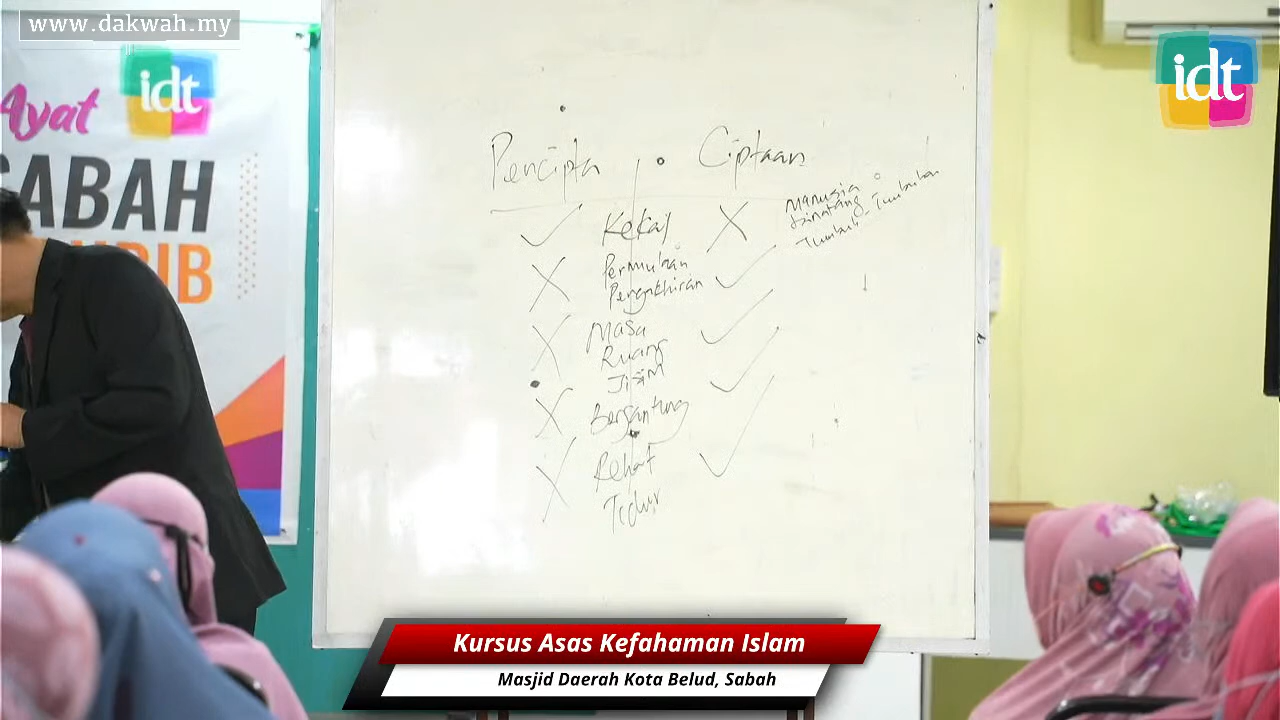 www.dakwah.my
idt
Ayat
idt
SABAH
Pencipta
Ciptaan
Manusia
binatang
Tumbuh-Tumbuhan
Kekal
Permulaan
Pengakhiran
Masa
Ruang
Jisim
Bergantung
Rehat
Tidur
Kursus Asas Kefahaman Islam
Masjid Daerah Kota Belud, Sabah